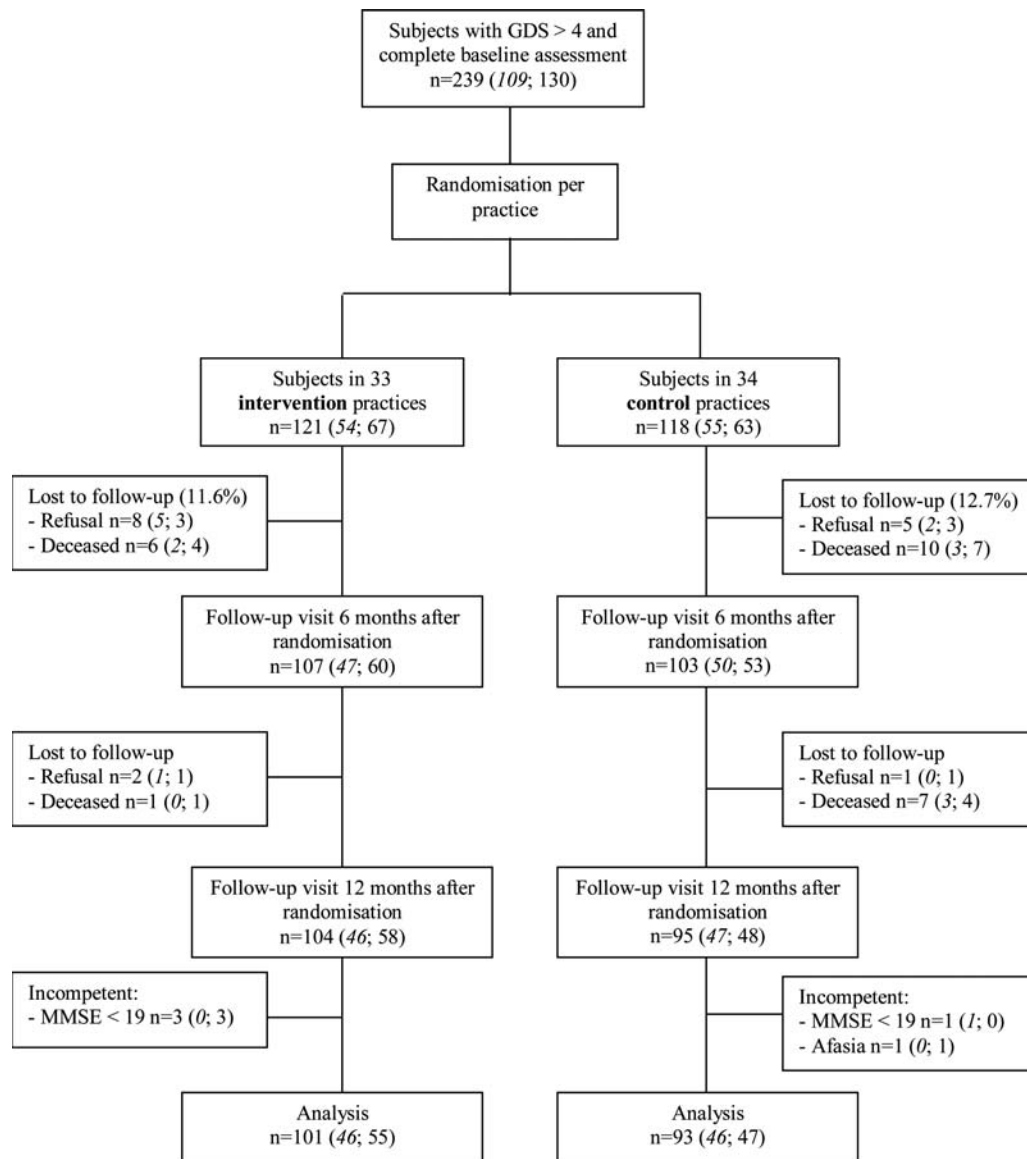 Subjects with GDS > 4 and
complete baseline assessment
n=239 (109; 130)
Randomisation per
practice
Subjects in 33
intervention practices
n=121 (54; 67)
Subjects in 34
control practices
n=118 (55; 63)
Lost to follow-up (11.6%)
- Refusal n=8 (5; 3)
- Deceased n=6 (2; 4)
Lost to follow-up (12.7%)
- Refusal n=5 (2; 3)
- Deceased n=10 (3; 7)
Follow-up visit 6 months after
randomisation
n=107 (47; 60)
Follow-up visit 6 months after
randomisation
n=103 (50; 53)
Lost to follow-up
- Refusal n=2 (1; 1)
- Deceased n=1 (0; 1)
Lost to follow-up
- Refusal n=1 (0; 1)
- Deceased n=7 (3; 4)
Follow-up visit 12 months after
randomisation
n=104 (46; 58)
Follow-up visit 12 months after
randomisation
n=95 (47; 48)
Incompetent:
- MMSE < 19 n=3 (0; 3)
Incompetent:
- MMSE < 19 n=1 (1; 0)
- Afasia n=1 (0; 1)
Analysis
n=101 (46; 55)
Analysis
n=93 (46; 47)